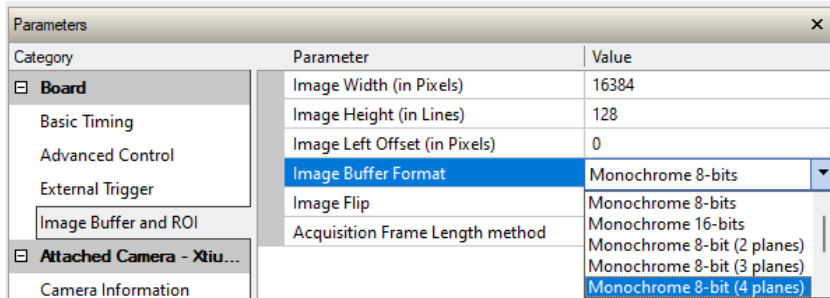 Parameters ×
Category Parameter Value
Board Image Width (in Pixels) 16384
Basic Timing Image Height (in Lines) 128
Advanced Control Image Left Offset (in Pixels) 0
External Trigger Image Buffer Format Monochrome 8-bits
Image Buffer and ROI Image Flip Monochrome 8-bits
Monochrome 16-bits
Acquisition Frame Length method Monochrome 8-bit (2 planes)
Attached Camera - Xtiu... Monochrome 8-bit (3 planes)
Camera Information Monochrome 8-bit (4 planes)